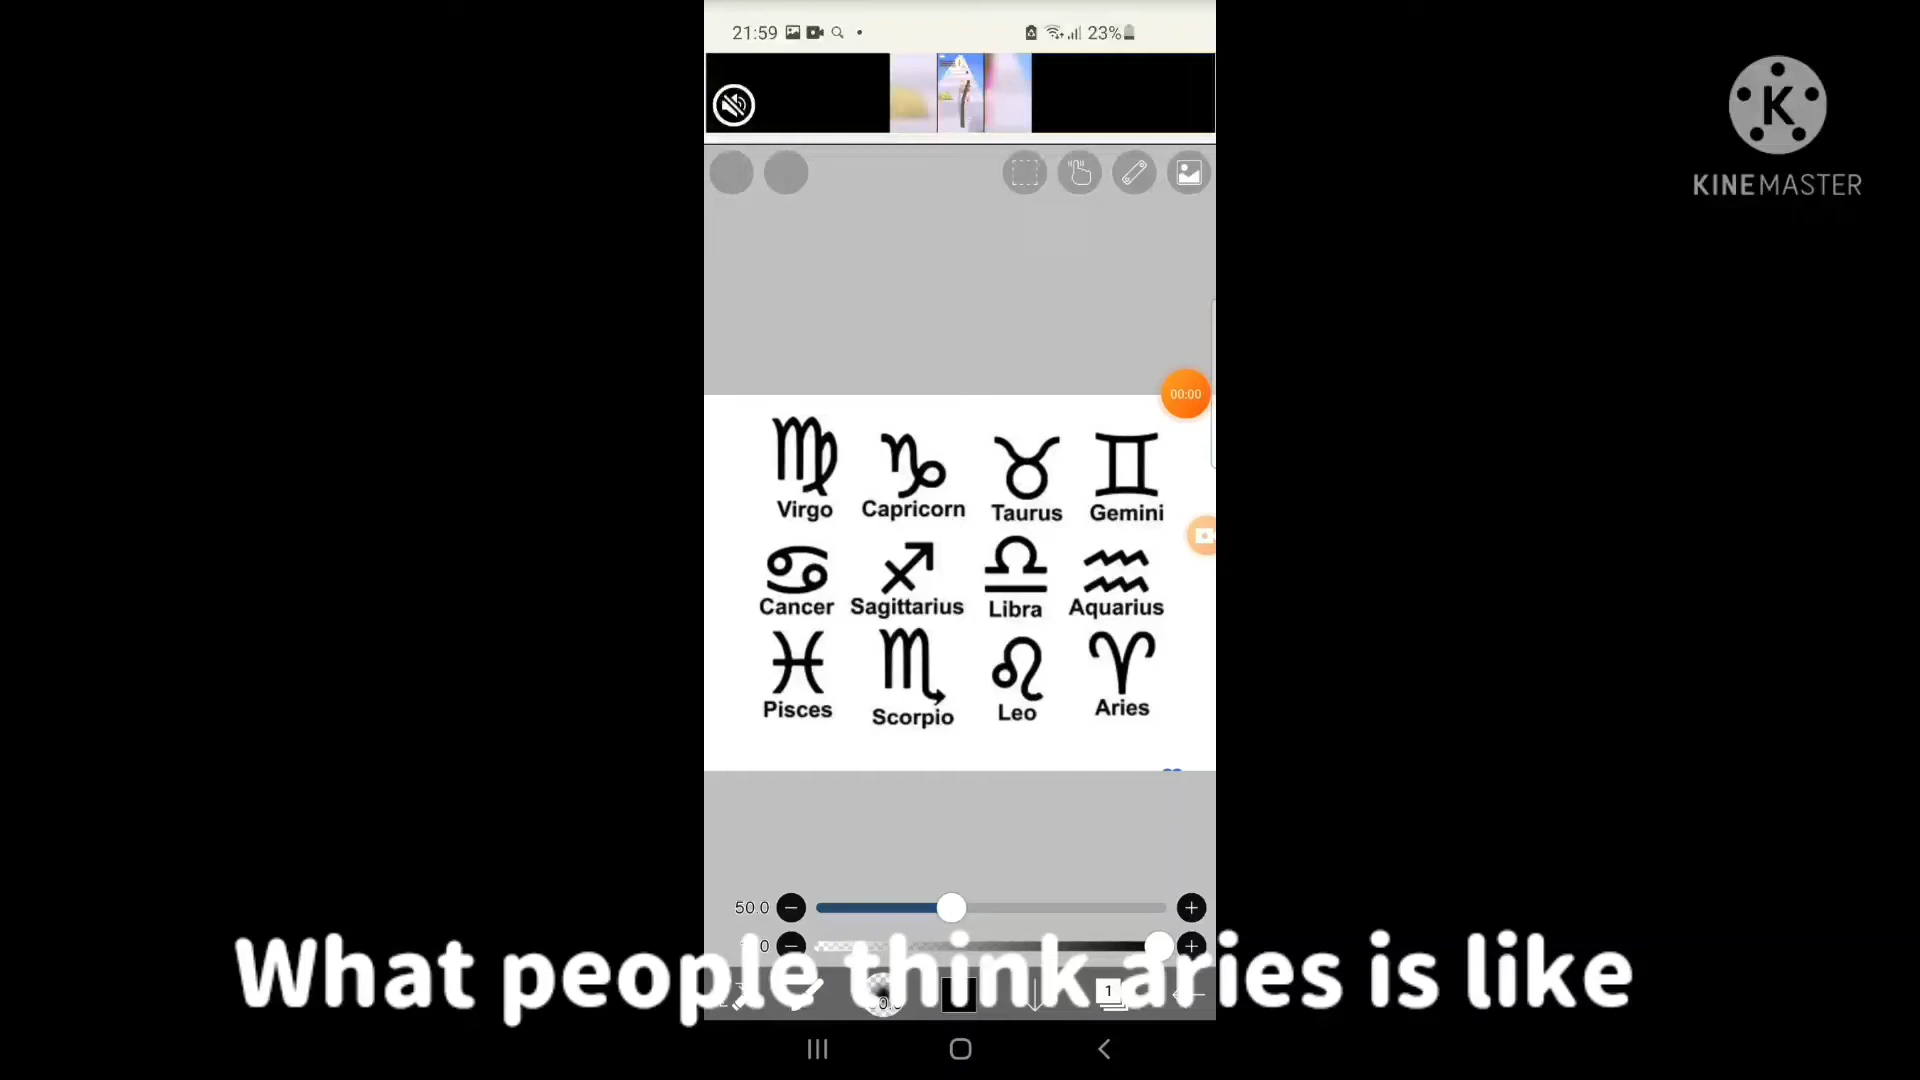 21:59
23%
KINEMASTER
00:00
Virgo Capricorn Taurus Gemini
Cancer Sagittarius Libra Aquarius
Pisces Scorpio Leo Aries
50.0
What people think aries is like
1